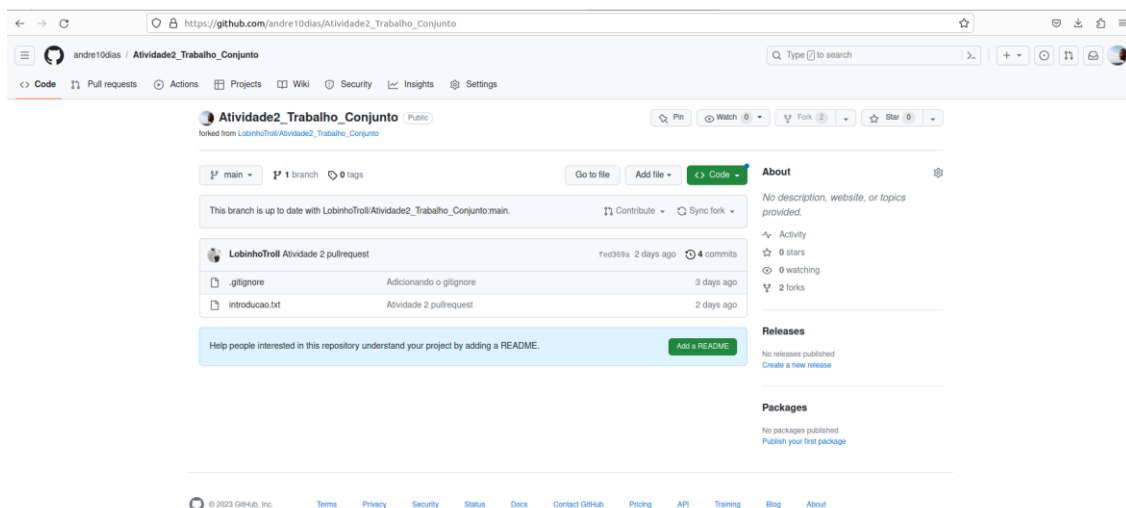 https://github.com/andre10dias/Atividade2_Trabalho_Conjunto
andre10dias / Atividade2_Trabalho_Conjunto
Type / to search
Code Pull requests Actions Projects Wiki Security Insights Settings
Atividade2_Trabalho_Conjunto Public
Pin Watch 0 Fork 2 Star 0
forked from LobinhoTroll/Atividade2_Trabalho_Conjunto
main 1 branch 0 tags
Go to file Add file Code
This branch is up to date with LobinhoTroll/Atividade2_Trabalho_Conjunto:main.
Contribute Sync fork
LobinhoTroll Atividade 2 pullrequest fed369a 2 days ago 4 commits
.gitignore Adicionando o gitignore 3 days ago
introducao.txt Atividade 2 pullrequest 2 days ago
Help people interested in this repository understand your project by adding a README.
Add a README
About
No description, website, or topics
provided.
Activity
0 stars
0 watching
2 forks
Releases
No releases published
Create a new release
Packages
No packages published
Publish your first package
© 2023 GitHub, Inc. Terms Privacy Security Status Docs Contact GitHub Pricing API Training Blog About